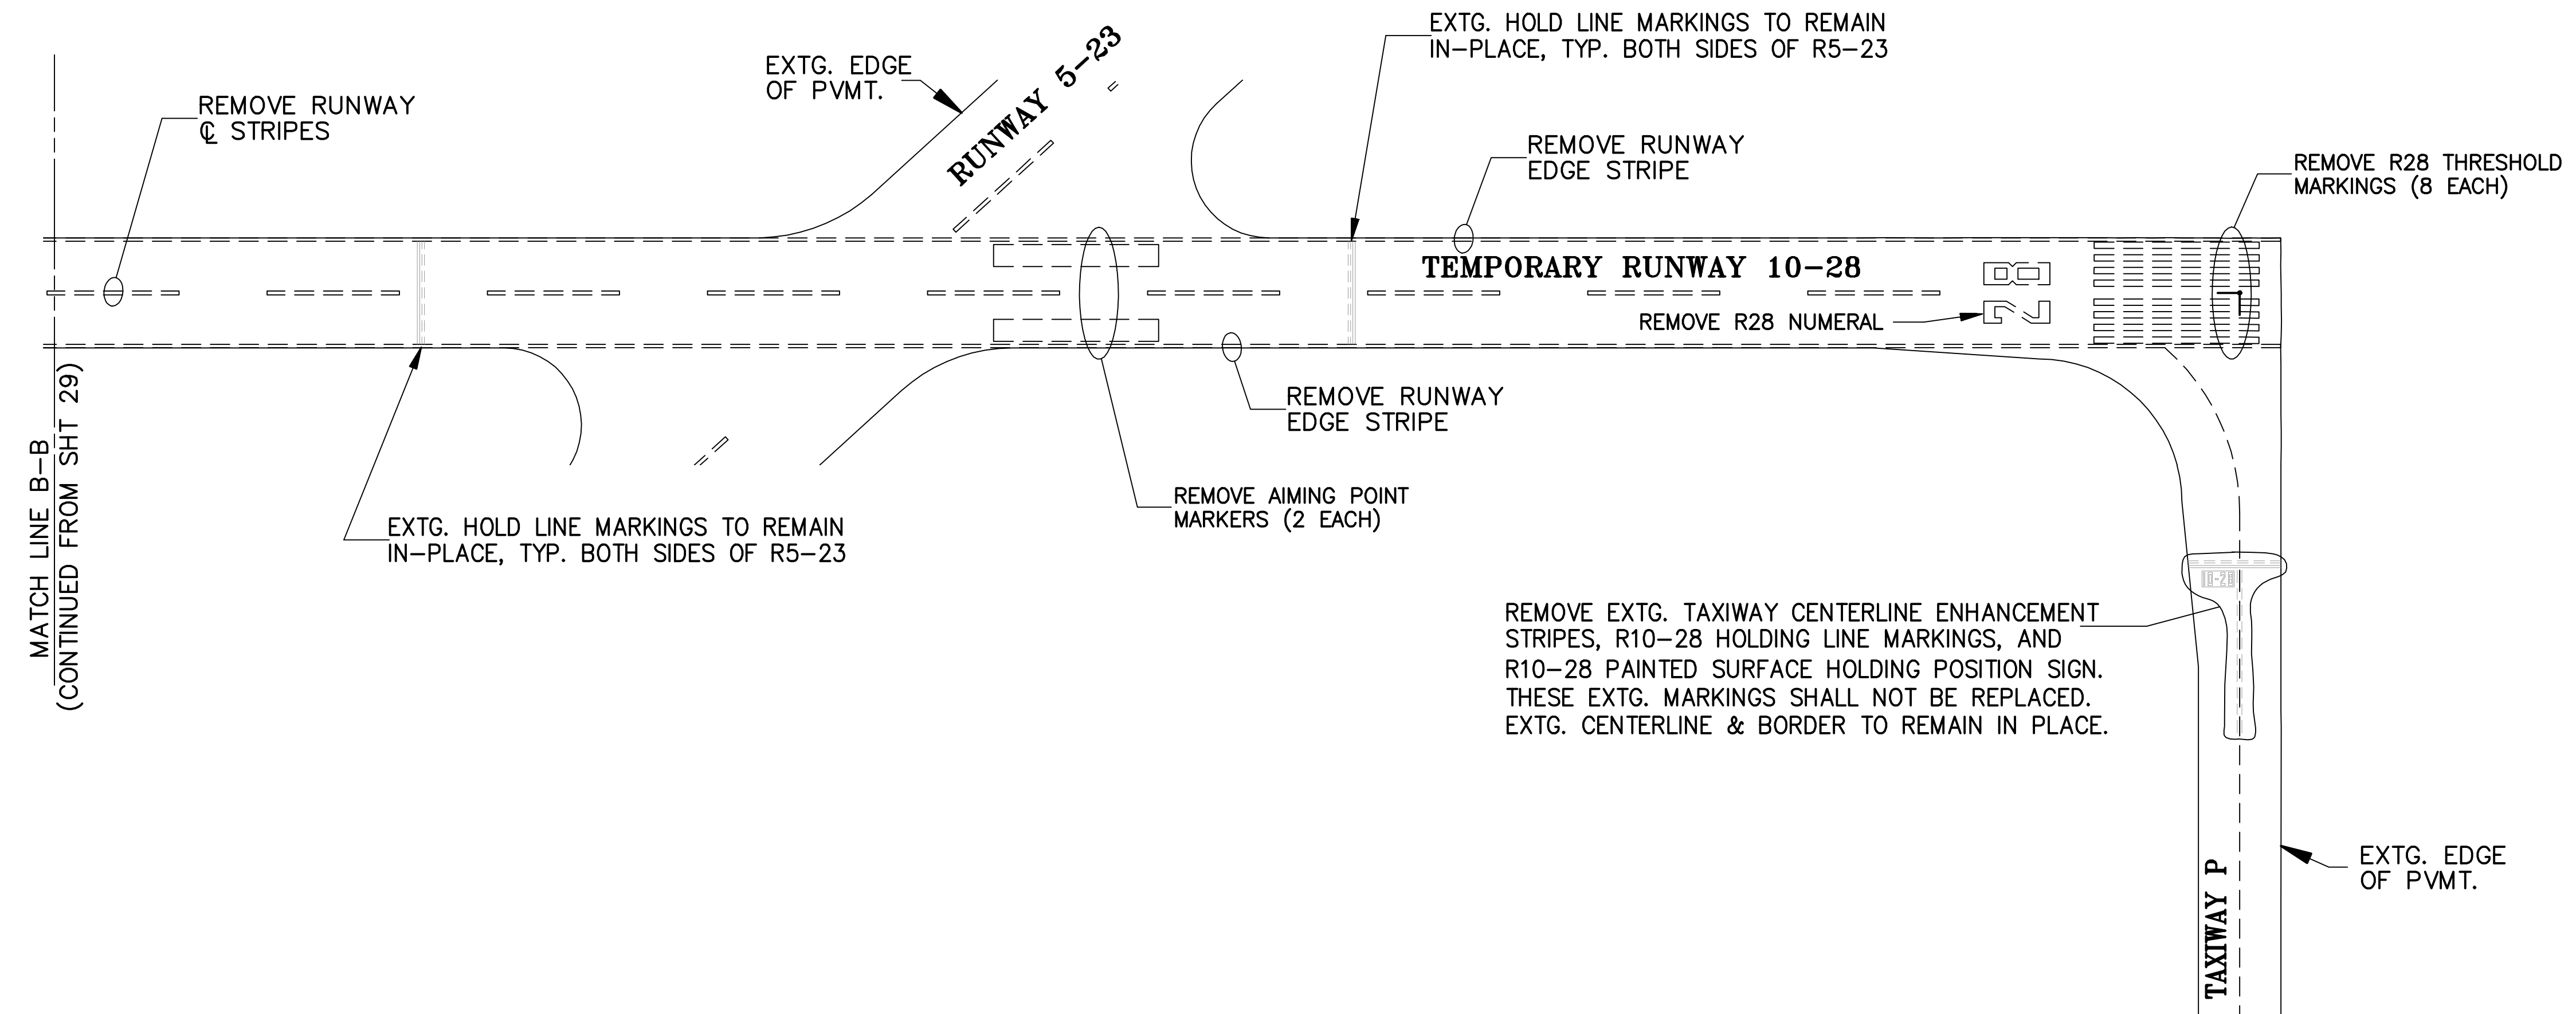 EXTG. HOLD LINE MARKINGS TO REMAIN
IN-PLACE, TYP. BOTH SIDES OF R5-23
EXTG. EDGE
OF PVMT.
RUNWAY 5-23
REMOVE RUNWAY
℄ STRIPES
REMOVE RUNWAY
EDGE STRIPE
REMOVE R28 THRESHOLD
MARKINGS (8 EACH)
TEMPORARY RUNWAY 10-28
28
REMOVE R28 NUMERAL
REMOVE RUNWAY
EDGE STRIPE
MATCH LINE B-B
(CONTINUED FROM SHT 29)
REMOVE AIMING POINT
MARKERS (2 EACH)
EXTG. HOLD LINE MARKINGS TO REMAIN
IN-PLACE, TYP. BOTH SIDES OF R5-23
10-28
REMOVE EXTG. TAXIWAY CENTERLINE ENHANCEMENT
STRIPES, R10-28 HOLDING LINE MARKINGS, AND
R10-28 PAINTED SURFACE HOLDING POSITION SIGN.
THESE EXTG. MARKINGS SHALL NOT BE REPLACED.
EXTG. CENTERLINE & BORDER TO REMAIN IN PLACE.
EXTG. EDGE
OF PVMT.
TAXIWAY P